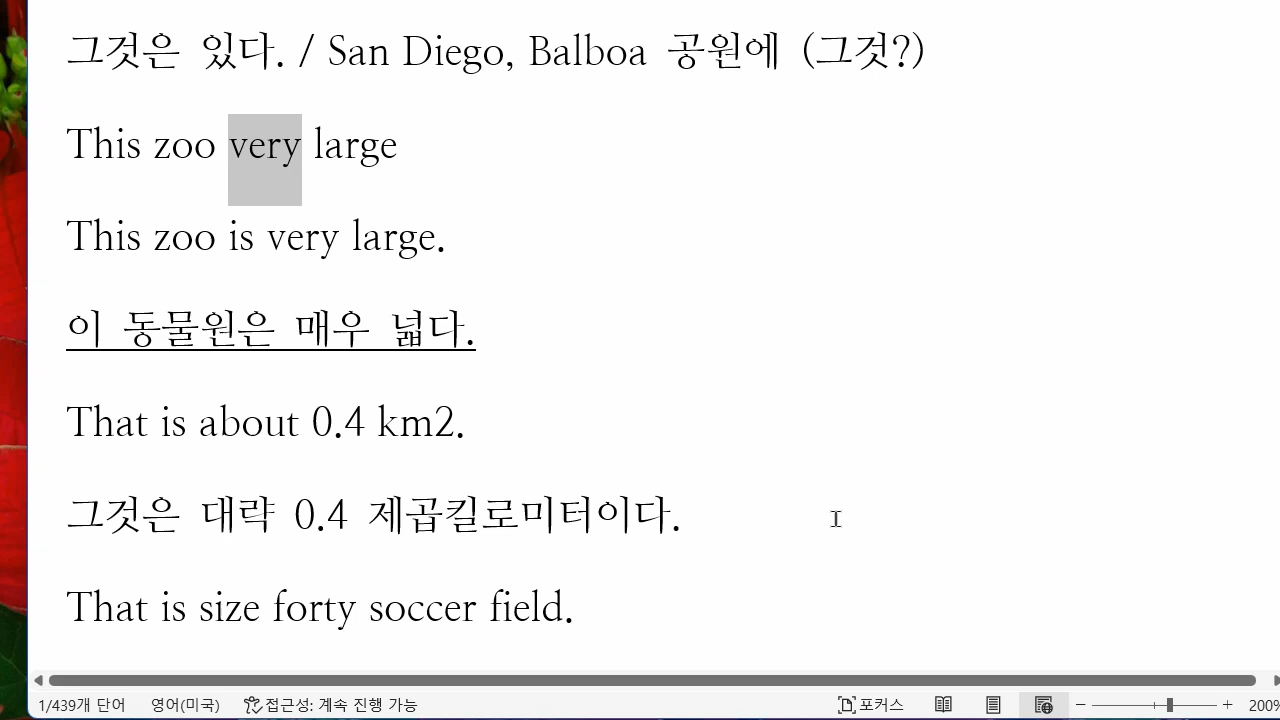 그것은 있다. / San Diego, Balboa 공원에 (그것?)
This zoo very large
This zoo is very large.
이 동물원은 매우 넓다.
That is about 0.4 km2.
그것은 대략 0.4 제곱킬로미터이다.
That is size forty soccer field.
1/439개 단어 영어(미국) 접근성: 계속 진행 가능 포커스 200%